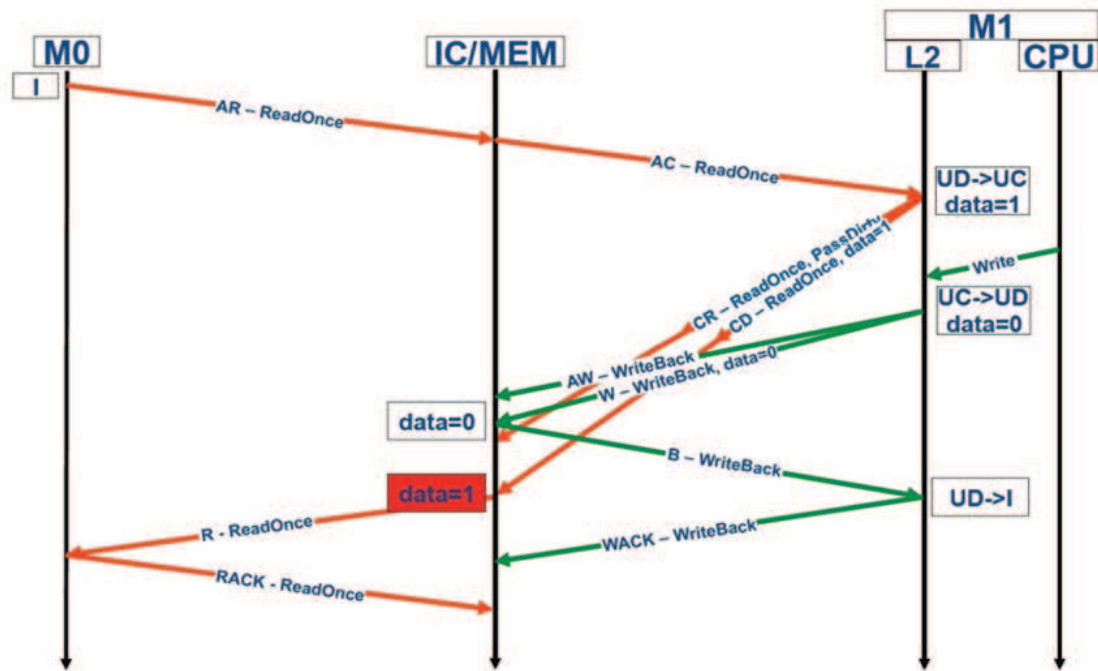 M1
M0
IC/MEM
L2
CPU
I
AR – ReadOnce
AC – ReadOnce
UD->UC
data=1
CR – ReadOnce, PassDirty
CD – ReadOnce, data=1
Write
UC->UD
data=0
AW – WriteBack
W – WriteBack, data=0
data=0
B – WriteBack
data=1
UD->I
R - ReadOnce
WACK – WriteBack
RACK - ReadOnce